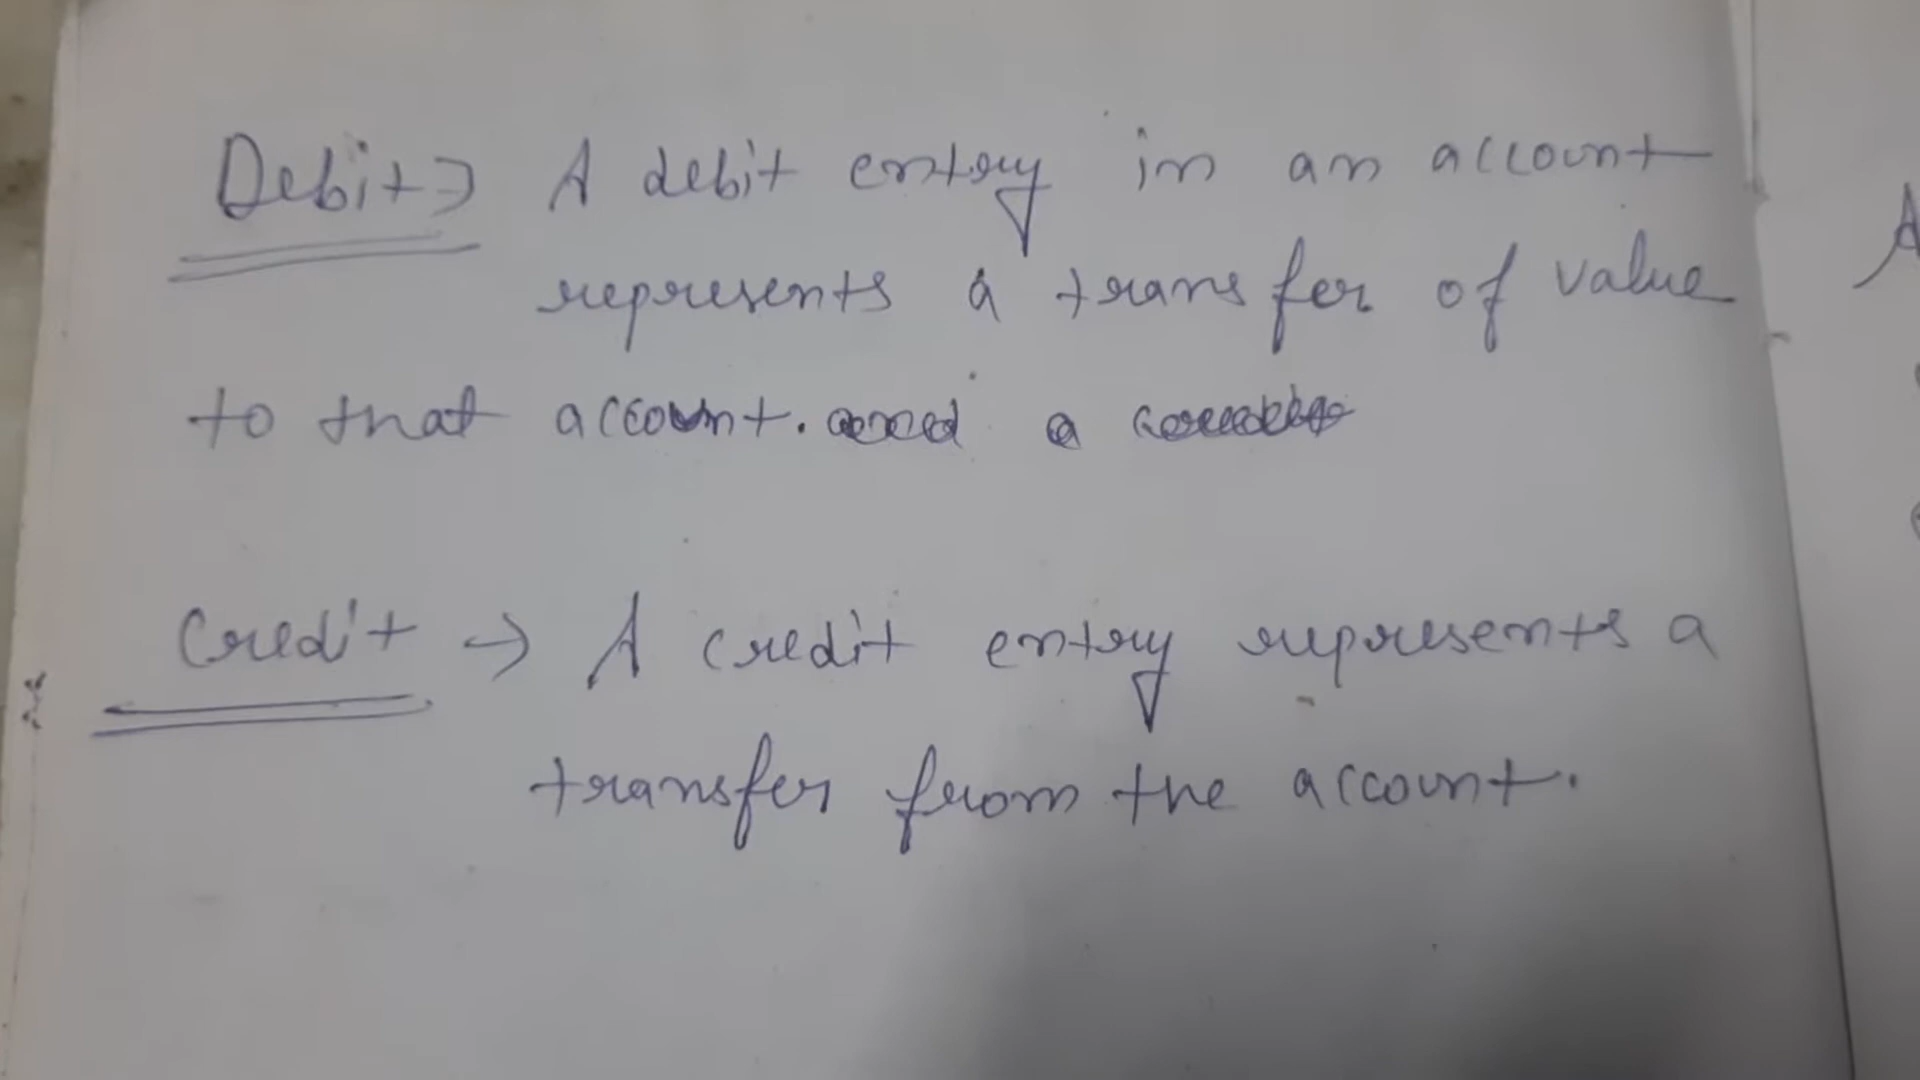 Debit → A debit entry in an account
represents a transfer of value
to that account. and a
Credit → A credit entry represents a
transfer from the account.
A